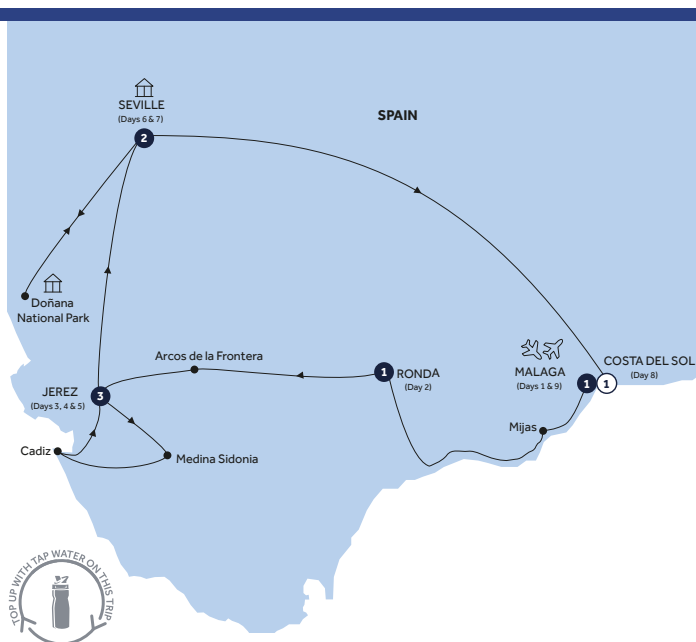 SEVILLE
(Days 6 & 7)
2
SPAIN
Doñana
National Park
Arcos de la Frontera
JEREZ
(Days 3, 4 & 5)
3
1
RONDA
(Day 2)
MALAGA
(Days 1 & 9)
1
1
COSTA DEL SOL
(Day 8)
Mijas
Cadiz
Medina Sidonia
TOP UP WITH TAP WATER ON THIS TRIP